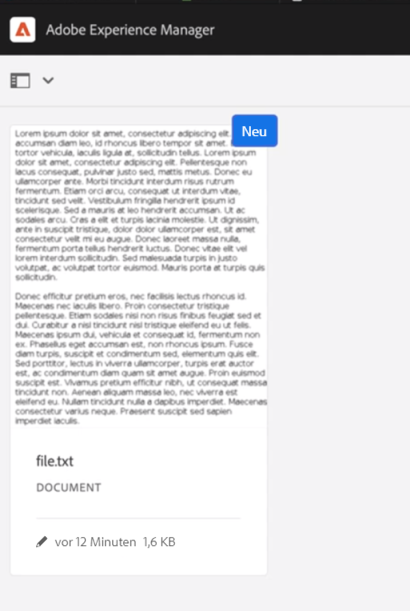 Adobe Experience Manager
Neu
Lorem ipsum dolor sit amet, consectetur adipiscing elit.
accumsan diam leo, id rhoncus libero tempor sit amet.
tortor vehicula, iaculis ligula at, sollicitudin tellus. Lorem ipsum
dolor sit amet, consectetur adipiscing elit. Pellentesque non
lacus consequat, pulvinar justo sed, mattis metus. Donec eu
ullamcorper ante. Morbi tincidunt interdum risus rutrum
fermentum. Etiam orci arcu, consequat ut interdum vitae,
tincidunt sed velit. Vestibulum fringilla hendrerit ipsum id
scelerisque. Sed a mauris at leo hendrerit accumsan. Ut ac
sodales arcu. Cras a elit et turpis lacinia molestie. Ut dignissim,
ante in suscipit tristique, dolor dolor ullamcorper est, sit amet
consectetur velit mi eu augue. Donec laoreet massa nulla,
fermentum porta tellus hendrerit luctus. Donec vitae elit vel
lorem interdum sollicitudin. Sed malesuada turpis in justo
volutpat, ac volutpat tortor euismod. Mauris porta at turpis quis
sollicitudin.
Donec efficitur pretium eros, nec facilisis lectus rhoncus id.
Maecenas nec iaculis libero. Proin consectetur tristique
pellentesque. Etiam sodales nisl non risus finibus feugiat sed et
dui. Curabitur a nisl tincidunt nisl tristique eleifend eu ut felis.
Maecenas ipsum dui, vehicula et consequat id, fermentum non
ex. Phasellus eget accumsan est, non rhoncus ipsum. Fusce
diam turpis, suscipit et condimentum sed, elementum quis elit.
Sed porttitor, lectus in viverra ullamcorper, turpis erat auctor
est, ac condimentum diam quam sit amet augue. Proin euismod
suscipit est. Vivamus pretium efficitur nibh, ut consequat massa
tincidunt non. Aenean aliquam massa leo, nec viverra est
eleifend eu. Nullam tincidunt nulla a dapibus imperdiet. Maecenas
consectetur varius neque. Praesent suscipit sed sapien
imperdiet iaculis.
file.txt
DOCUMENT
vor 12 Minuten 1,6 KB